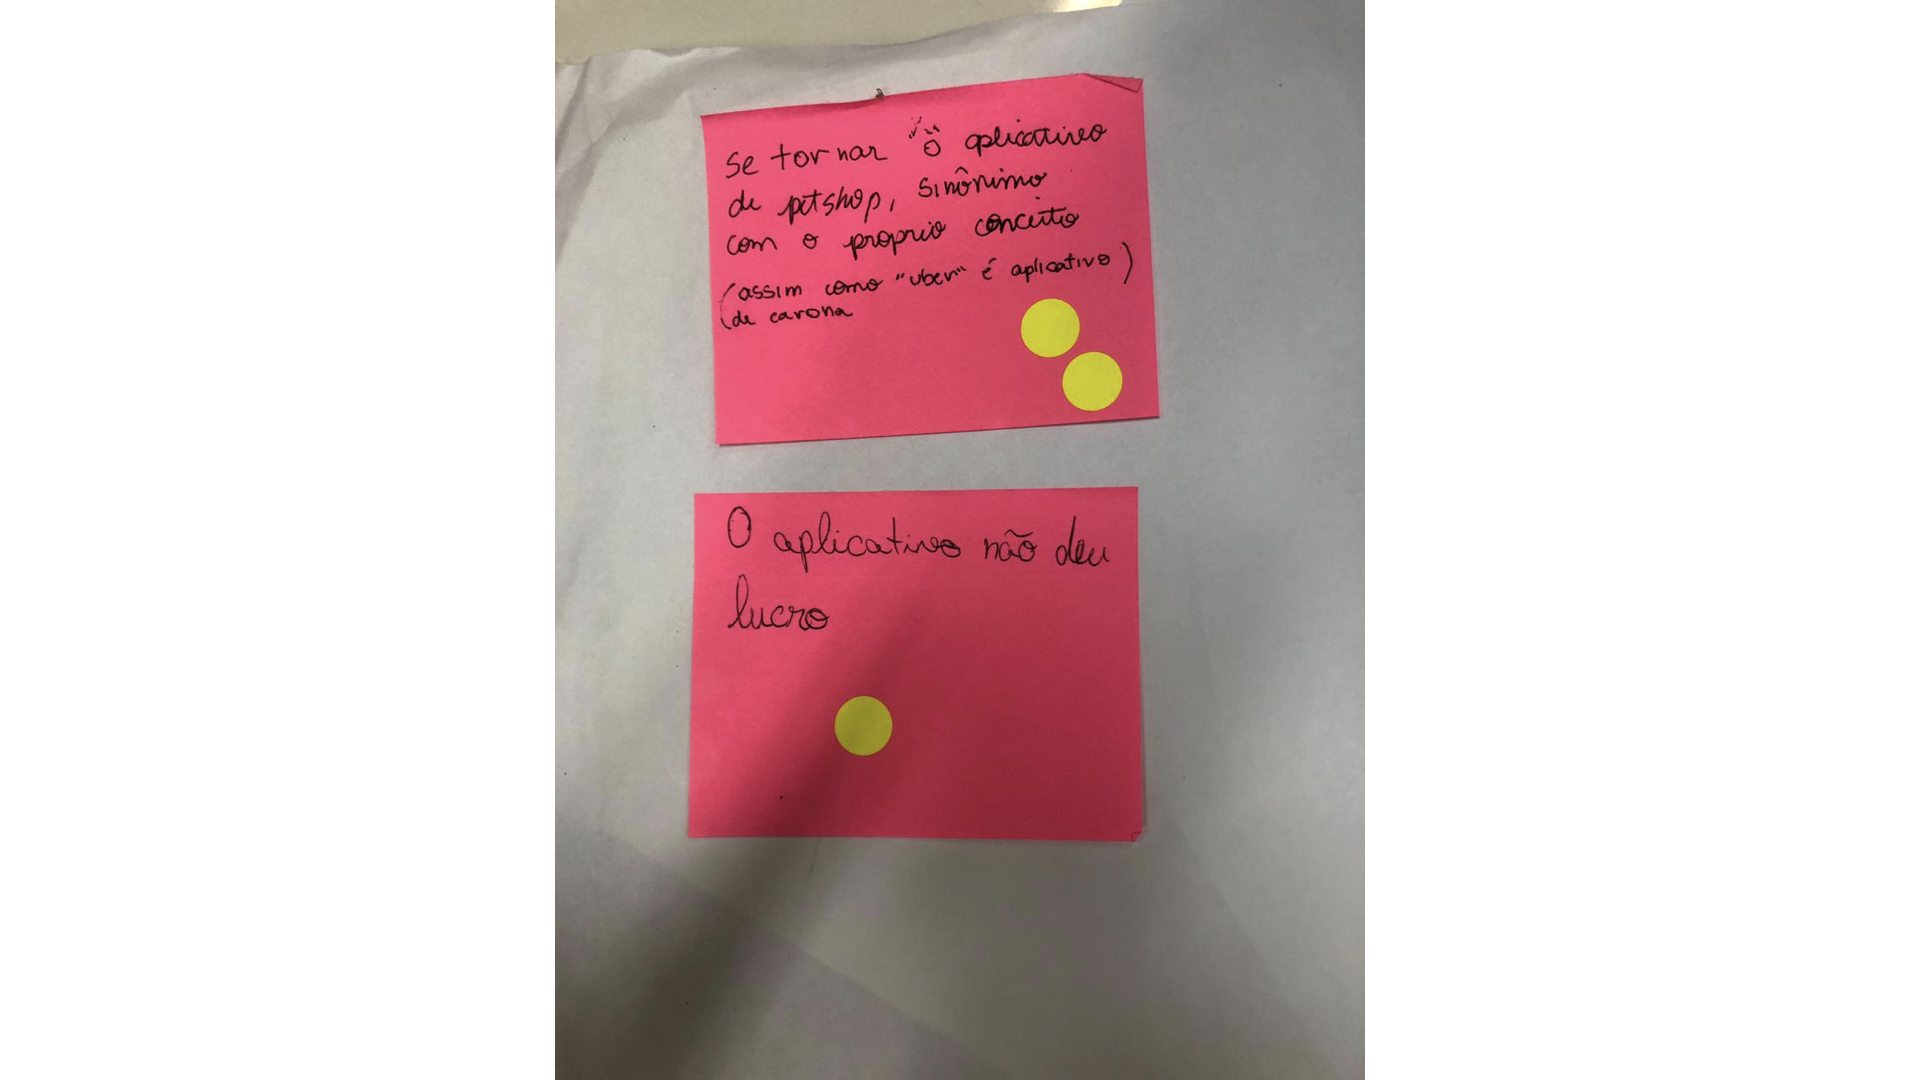 se tornar "o" aplicativo
de petshop, sinônimo
com o proprio conceito
(assim como "uber" é aplicativo)
de carona
O aplicativo não deu
lucro